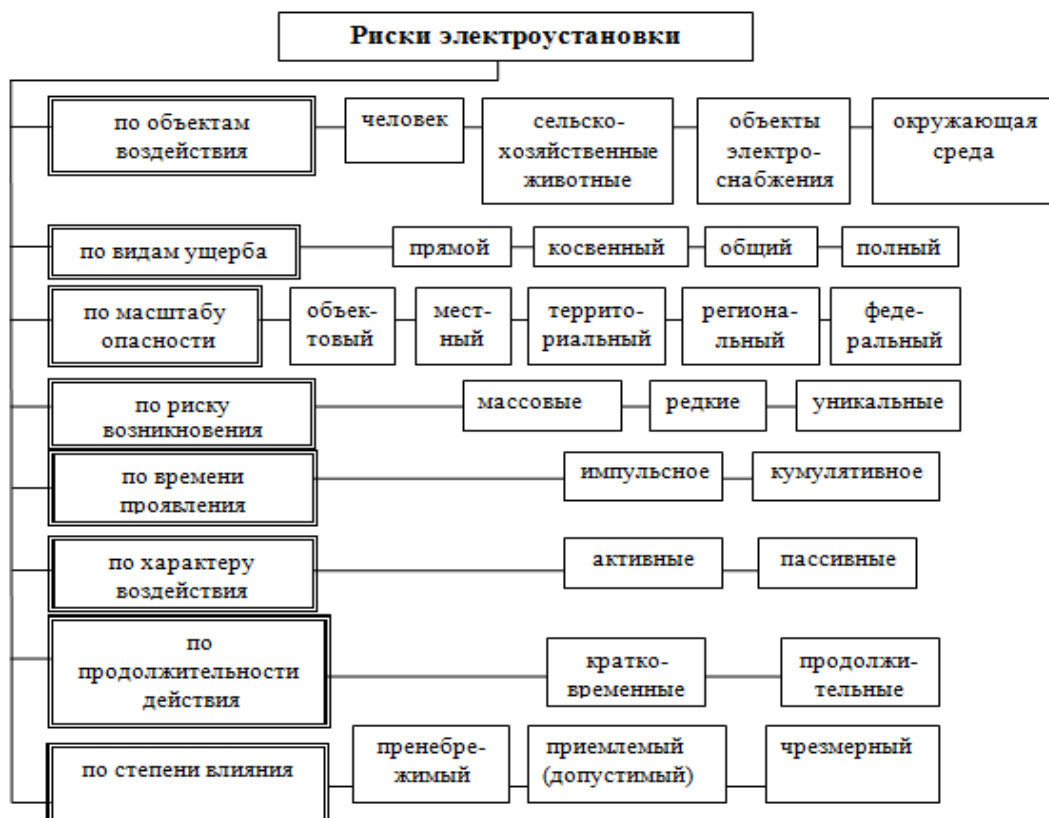 Риски электроустановки
по объектам
воздействия
человек
сельско-
хозяйственные
животные
объекты
электро-
снабжения
окружающая
среда
по видам ущерба
прямой
косвенный
общий
полный
по масштабу
опасности
объек-
товый
мест-
ный
террито-
риальный
региона-
льный
феде-
ральный
по риску
возникновения
массовые
редкие
уникальные
по времени
проявления
импульсное
кумулятивное
по характеру
воздействия
активные
пассивные
по
продолжительности
действия
кратко-
временные
продолжи-
тельные
по степени влияния
пренебре-
жимый
приемлемый
(допустимый)
чрезмерный